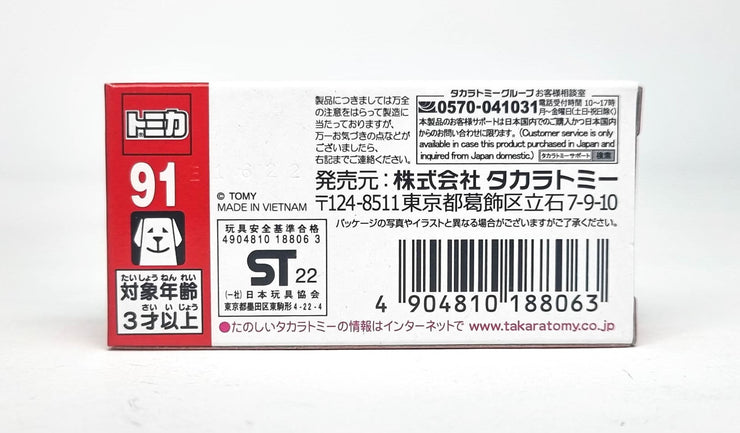 トミカ
91
E1622
© TOMY
MADE IN VIETNAM
たいしょう ねん れい
対象年齢
さい い じょう
3才以上
製品につきましては万全
の注意をはらって製造に
当たっておりますが、
万一お気づきの点などが
ございましたら、
右記までご連絡ください。
タカラトミーグループ お客様相談室
0570-041031 電話受付時間 10〜17時
月〜金曜日(土・日・祝日除く)
本製品のお客様サポートは日本国内でのご購入かつ日本国内
からのお問い合わせに限ります。(Customer service is only
available in case this product purchased in Japan and
inquired from Japan domestic.) タカラトミーサポート 検索
発売元:株式会社 タカラトミー
〒124-8511東京都葛飾区立石7-9-10
パッケージの写真やイラストと異なる場合がございますがご了承ください。
玩具安全基準合格
4904810 18806 3
ST 22
(一社)日本玩具協会
東京都墨田区東駒形4-22-4
4 904810 188063
●たのしいタカラトミーの情報はインターネットで www.takaratomy.co.jp